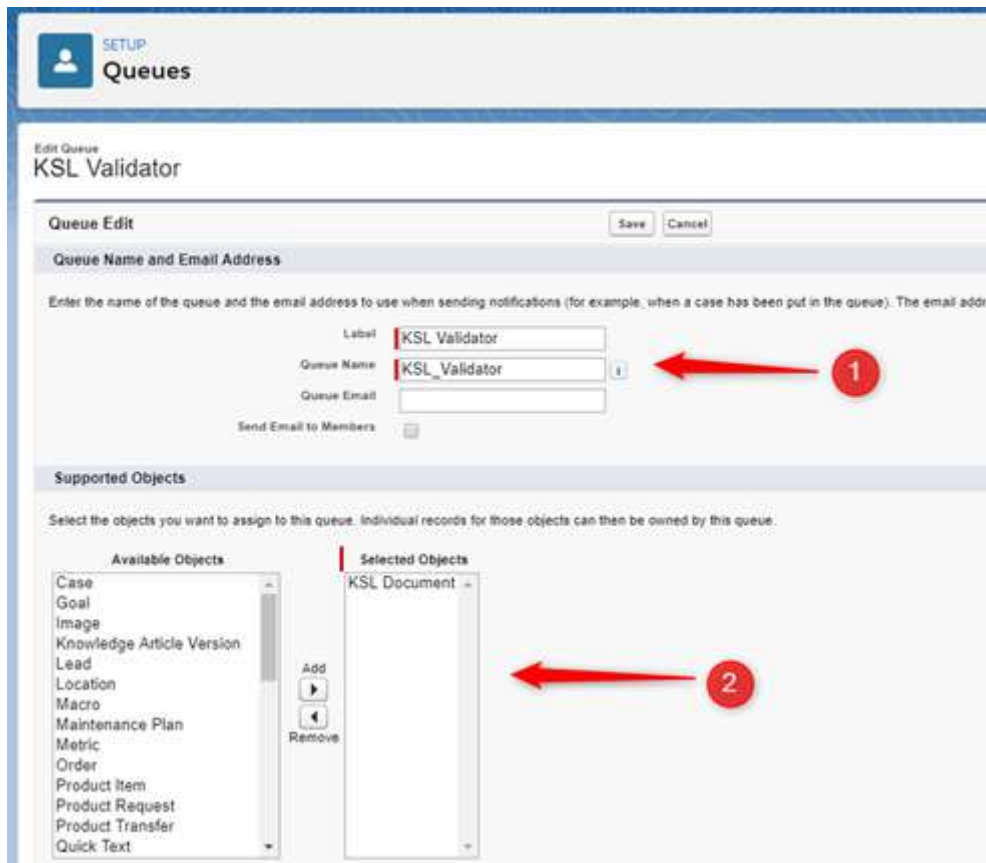 SETUP
Queues
Edit Queue
KSL Validator
Queue Edit
Save Cancel
Queue Name and Email Address
Enter the name of the queue and the email address to use when sending notifications (for example, when a case has been put in the queue). The email addr
Label KSL Validator
Queue Name KSL_Validator i
1
Queue Email
Send Email to Members
Supported Objects
Select the objects you want to assign to this queue. Individual records for those objects can then be owned by this queue.
Available Objects Selected Objects
Case KSL Document
Goal
Image
Knowledge Article Version
Lead
Location
Add
Macro
Maintenance Plan
2
Metric
Remove
Order
Product Item
Product Request
Product Transfer
Quick Text